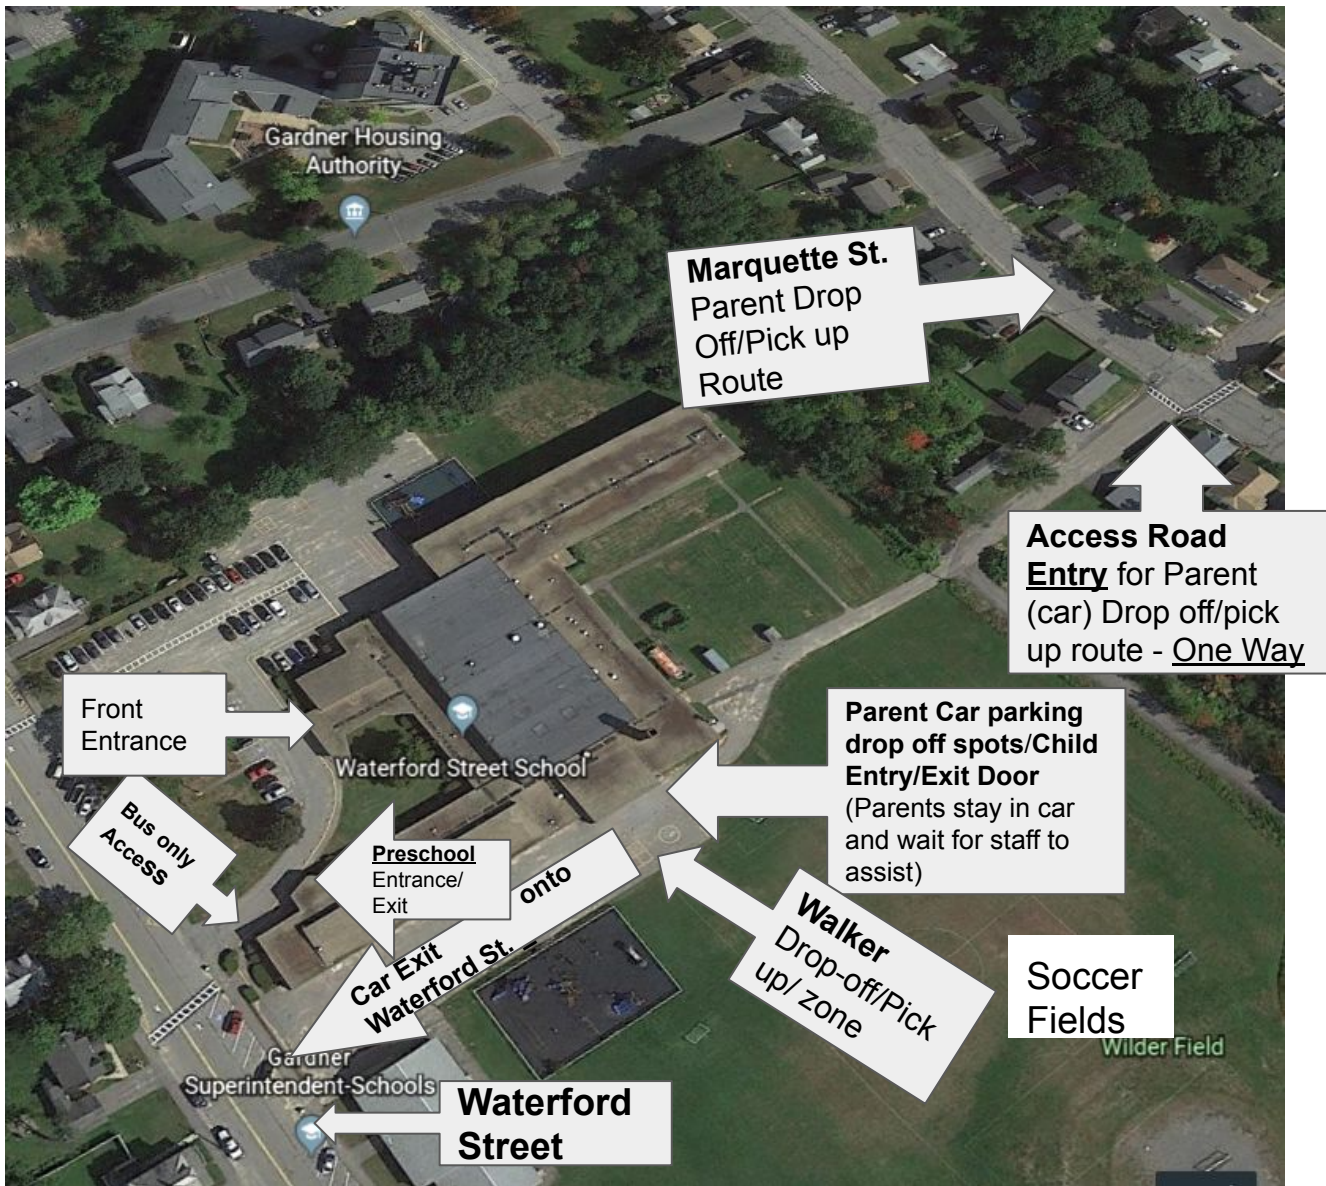 Gardner Housing
Authority
Marquette St.
Parent Drop
Off/Pick up
Route
Access Road
Entry for Parent
(car) Drop off/pick
up route - One Way
Front
Entrance
Waterford Street School
Parent Car parking
drop off spots/Child
Entry/Exit Door
(Parents stay in car
and wait for staff to
assist)
Bus only
Access
Preschool
Entrance/
Exit
Car Exit onto
Waterford St.
Walker
Drop-off/Pick
up/ zone
Soccer
Fields
Wilder Field
Gardner
Superintendent-Schools
Waterford
Street